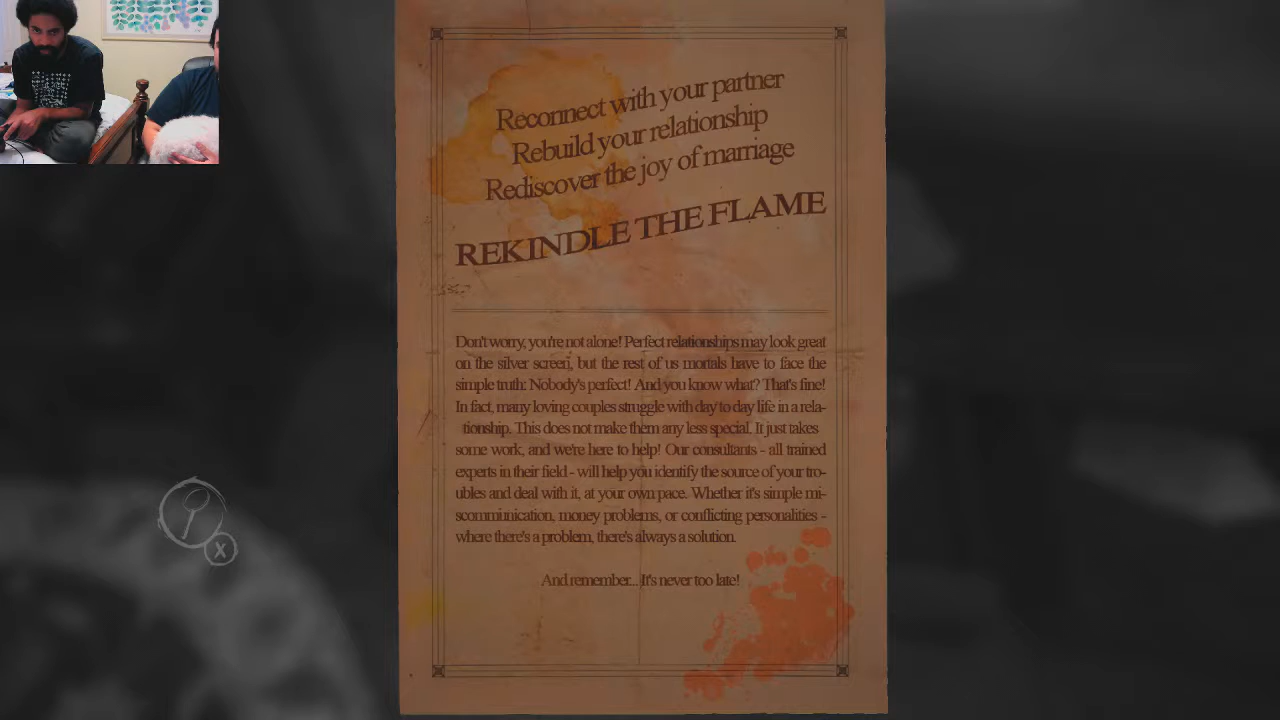 Reconnect with your partner
Rebuild your relationship
Rediscover the joy of marriage
REKINDLE THE FLAME
Don't worry, you're not alone! Perfect relationships may look great
on the silver screen, but the rest of us mortals have to face the
simple truth: Nobody's perfect! And you know what? That's fine!
In fact, many loving couples struggle with day to day life in a rela-
tionship. This does not make them any less special. It just takes
some work, and we're here to help! Our consultants - all trained
experts in their field - will help you identify the source of your tro-
ubles and deal with it, at your own pace. Whether it's simple mi-
scommunication, money problems, or conflicting personalities -
where there's a problem, there's always a solution.
And remember... It's never too late!
X